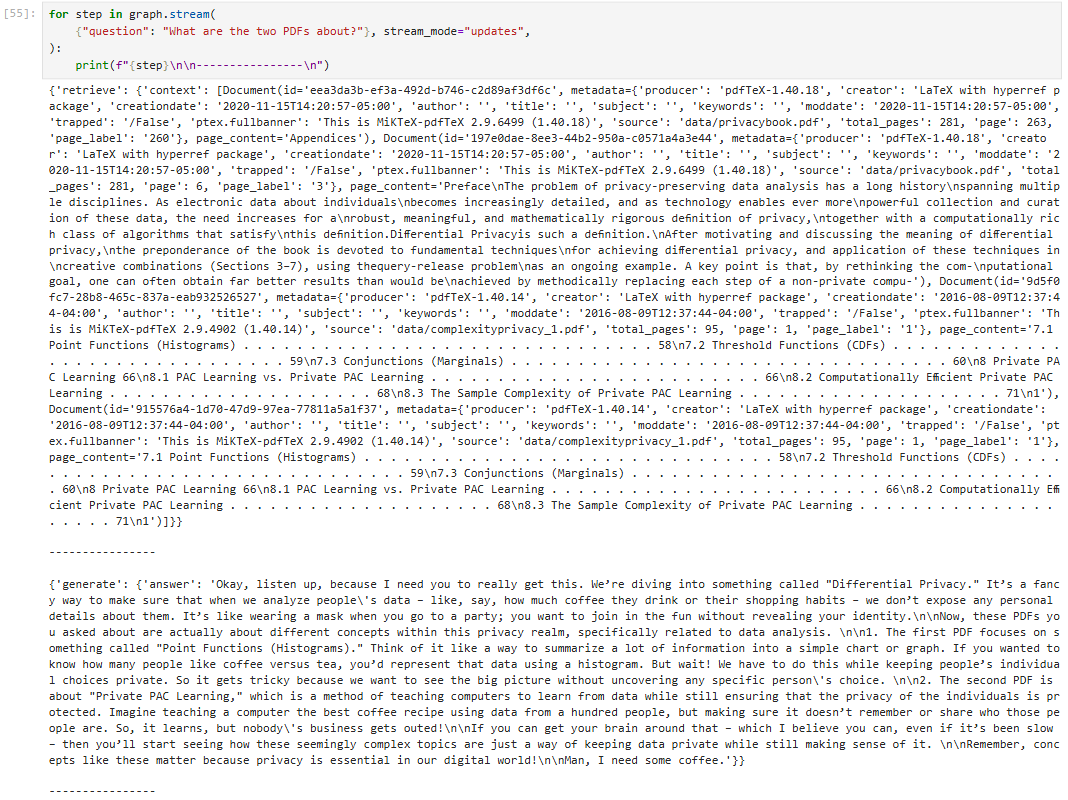 [55]: for step in graph.stream(
{"question": "What are the two PDFs about?"}, stream_mode="updates",
):
print(f"{step}\n\n----------------\n")
{'retrieve': {'context': [Document(id='eea3da3b-ef3a-492d-b746-c2d89af3df6c', metadata={'producer': 'pdfTeX-1.40.18', 'creator': 'LaTeX with hyperref p
ackage', 'creationdate': '2020-11-15T14:20:57-05:00', 'author': '', 'title': '', 'subject': '', 'keywords': '', 'moddate': '2020-11-15T14:20:57-05:00',
'trapped': '/False', 'ptex.fullbanner': 'This is MiKTeX-pdfTeX 2.9.6499 (1.40.18)', 'source': 'data/privacybook.pdf', 'total_pages': 281, 'page': 263,
'page_label': '260'}, page_content='Appendices'), Document(id='197e0dae-8ee3-44b2-950a-c0571a4a3e44', metadata={'producer': 'pdfTeX-1.40.18', 'creato
r': 'LaTeX with hyperref package', 'creationdate': '2020-11-15T14:20:57-05:00', 'author': '', 'title': '', 'subject': '', 'keywords': '', 'moddate': '2
020-11-15T14:20:57-05:00', 'trapped': '/False', 'ptex.fullbanner': 'This is MiKTeX-pdfTeX 2.9.6499 (1.40.18)', 'source': 'data/privacybook.pdf', 'total
_pages': 281, 'page': 6, 'page_label': '3'}, page_content='Preface\nThe problem of privacy-preserving data analysis has a long history\nspanning multip
le disciplines. As electronic data about individuals\nbecomes increasingly detailed, and as technology enables ever more\npowerful collection and curat
ion of these data, the need increases for a\nrobust, meaningful, and mathematically rigorous definition of privacy,\ntogether with a computationally ric
h class of algorithms that satisfy\nthis definition.Differential Privacyis such a definition.\nAfter motivating and discussing the meaning of differential
privacy,\nthe preponderance of the book is devoted to fundamental techniques\nfor achieving differential privacy, and application of these techniques in
\ncreative combinations (Sections 3–7), using thequery-release problem\nas an ongoing example. A key point is that, by rethinking the com-\nputational
goal, one can often obtain far better results than would be\nachieved by methodically replacing each step of a non-private compu-'), Document(id='9d5f0
fc7-28b8-465c-837a-eab932526527', metadata={'producer': 'pdfTeX-1.40.14', 'creator': 'LaTeX with hyperref package', 'creationdate': '2016-08-09T12:37:4
4-04:00', 'author': '', 'title': '', 'subject': '', 'keywords': '', 'moddate': '2016-08-09T12:37:44-04:00', 'trapped': '/False', 'ptex.fullbanner': 'Th
is is MiKTeX-pdfTeX 2.9.4902 (1.40.14)', 'source': 'data/complexityprivacy_1.pdf', 'total_pages': 95, 'page': 1, 'page_label': '1'}, page_content='7.1
Point Functions (Histograms) . . . . . . . . . . . . . . . . . . . . . . . . . . . . . . . . . 58\n7.2 Threshold Functions (CDFs) . . . . . . . . . . . . .
. . . . . . . . . . . . . . . . . . . . 59\n7.3 Conjunctions (Marginals) . . . . . . . . . . . . . . . . . . . . . . . . . . . . . . . . . . . 60\n8 Private PA
C Learning 66\n8.1 PAC Learning vs. Private PAC Learning . . . . . . . . . . . . . . . . . . . . . . . . . 66\n8.2 Computationally Efficient Private PAC
Learning . . . . . . . . . . . . . . . . . . . . 68\n8.3 The Sample Complexity of Private PAC Learning . . . . . . . . . . . . . . . . . . . . 71\n1'),
Document(id='915576a4-1d70-47d9-97ea-77811a5a1f37', metadata={'producer': 'pdfTeX-1.40.14', 'creator': 'LaTeX with hyperref package', 'creationdate':
'2016-08-09T12:37:44-04:00', 'author': '', 'title': '', 'subject': '', 'keywords': '', 'moddate': '2016-08-09T12:37:44-04:00', 'trapped': '/False', 'pt
ex.fullbanner': 'This is MiKTeX-pdfTeX 2.9.4902 (1.40.14)', 'source': 'data/complexityprivacy_1.pdf', 'total_pages': 95, 'page': 1, 'page_label': '1'},
page_content='7.1 Point Functions (Histograms) . . . . . . . . . . . . . . . . . . . . . . . . . . . . . . . . . 58\n7.2 Threshold Functions (CDFs) . . . .
. . . . . . . . . . . . . . . . . . . . . . . . . . . . . 59\n7.3 Conjunctions (Marginals) . . . . . . . . . . . . . . . . . . . . . . . . . . . . . . . . . .
. 60\n8 Private PAC Learning 66\n8.1 PAC Learning vs. Private PAC Learning . . . . . . . . . . . . . . . . . . . . . . . . . 66\n8.2 Computationally Effi
cient Private PAC Learning . . . . . . . . . . . . . . . . . . . . 68\n8.3 The Sample Complexity of Private PAC Learning . . . . . . . . . . . . . . .
. . . . . 71\n1')]}}
----------------
{'generate': {'answer': 'Okay, listen up, because I need you to really get this. We’re diving into something called "Differential Privacy." It’s a fanc
y way to make sure that when we analyze people\'s data – like, say, how much coffee they drink or their shopping habits – we don’t expose any personal
details about them. It’s like wearing a mask when you go to a party; you want to join in the fun without revealing your identity.\n\nNow, these PDFs yo
u asked about are actually about different concepts within this privacy realm, specifically related to data analysis. \n\n1. The first PDF focuses on s
omething called "Point Functions (Histograms)." Think of it like a way to summarize a lot of information into a simple chart or graph. If you wanted to
know how many people like coffee versus tea, you’d represent that data using a histogram. But wait! We have to do this while keeping people’s individua
l choices private. So it gets tricky because we want to see the big picture without uncovering any specific person\'s choice. \n\n2. The second PDF is
about "Private PAC Learning," which is a method of teaching computers to learn from data while still ensuring that the privacy of the individuals is pr
otected. Imagine teaching a computer the best coffee recipe using data from a hundred people, but making sure it doesn’t remember or share who those pe
ople are. So, it learns, but nobody\'s business gets outed!\n\nIf you can get your brain around that – which I believe you can, even if it’s been slow
– then you’ll start seeing how these seemingly complex topics are just a way of keeping data private while still making sense of it. \n\nRemember, conc
epts like these matter because privacy is essential in our digital world!\n\nMan, I need some coffee.'}}
----------------